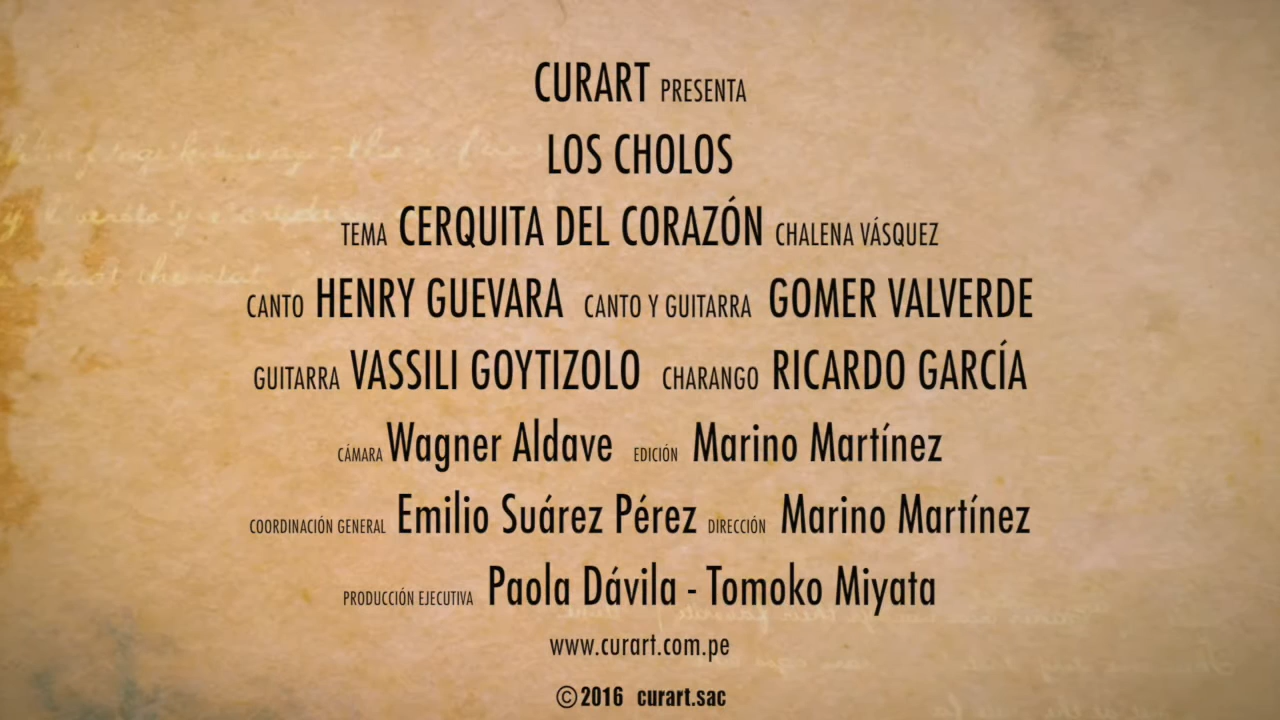 CURART PRESENTA
LOS CHOLOS
TEMA CERQUITA DEL CORAZÓN CHALENA VÁSQUEZ
CANTO HENRY GUEVARA CANTO Y GUITARRA GOMER VALVERDE
GUITARRA VASSILI GOYTIZOLO CHARANGO RICARDO GARCÍA
CÁMARA Wagner Aldave EDICIÓN Marino Martínez
COORDINACIÓN GENERAL Emilio Suárez Pérez DIRECCIÓN Marino Martínez
PRODUCCIÓN EJECUTIVA Paola Dávila - Tomoko Miyata
www.curart.com.pe
©2016 curart.sac